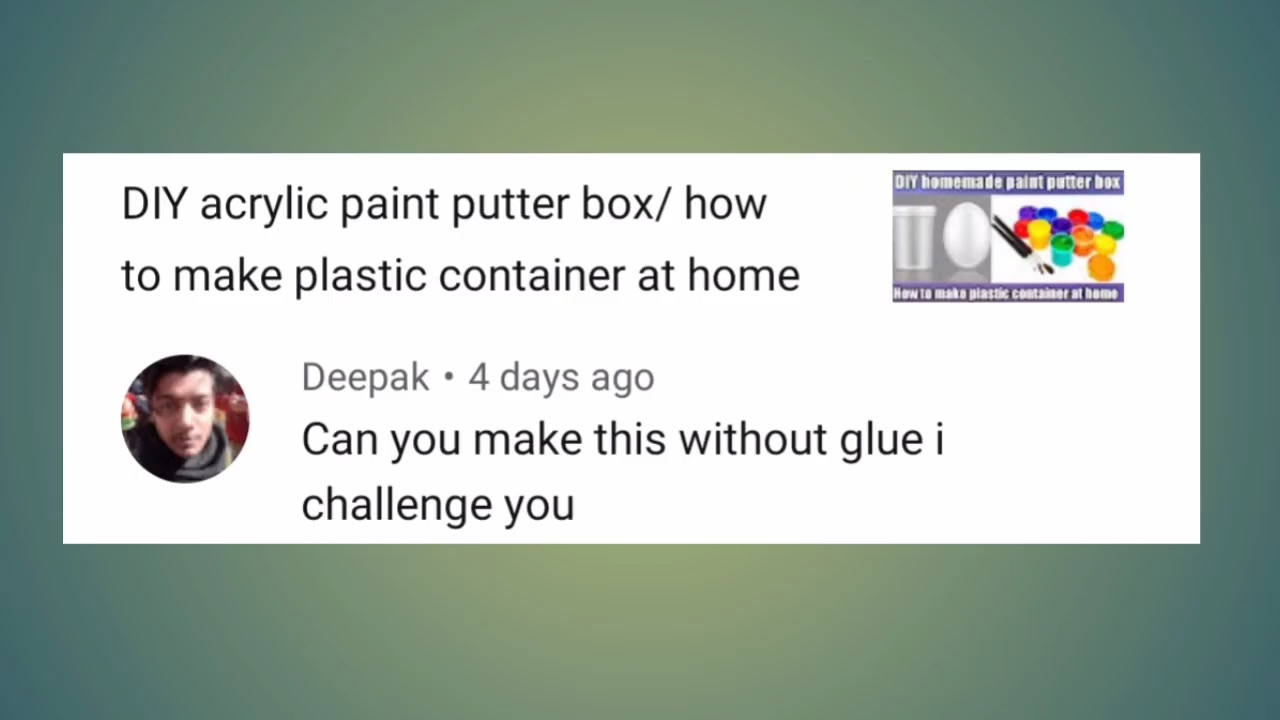 DIY acrylic paint putter box/ how
to make plastic container at home
DIY homemade paint putter box
How to make plastic container at home
Deepak • 4 days ago
Can you make this without glue i
challenge you